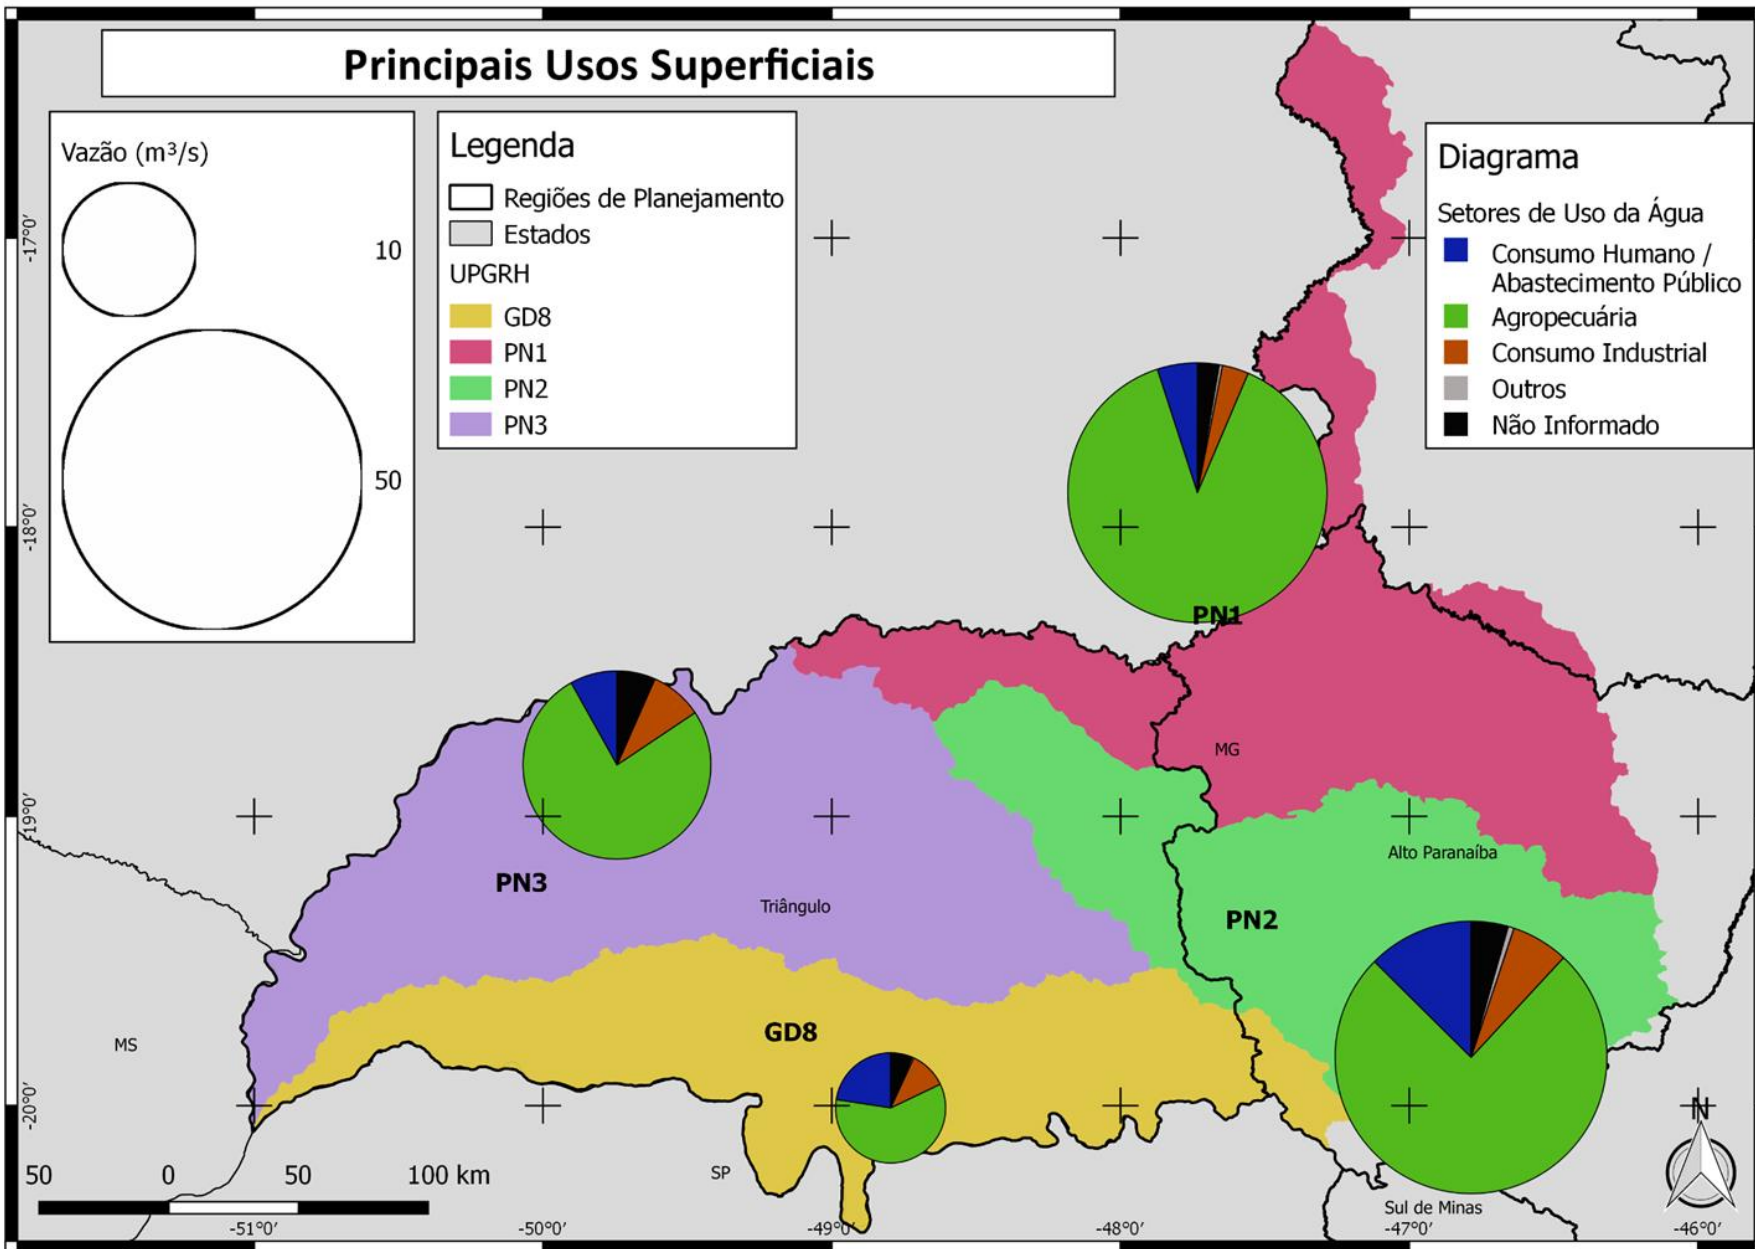 Principais Usos Superficiais
Vazão (m³/s)
10
50
Legenda
Regiões de Planejamento
Estados
UPGRH
GD8
PN1
PN2
PN3
Diagrama
Setores de Uso da Água
Consumo Humano /
Abastecimento Público
Agropecuária
Consumo Industrial
Outros
Não Informado
-17°0'
-18°0'
-19°0'
-20°0'
PN1
MG
Alto Paranaíba
PN3
Triângulo
PN2
GD8
MS
SP
Sul de Minas
N
50 0 50 100 km
-51°0' -50°0' -49°0' -48°0' -47°0' -46°0'